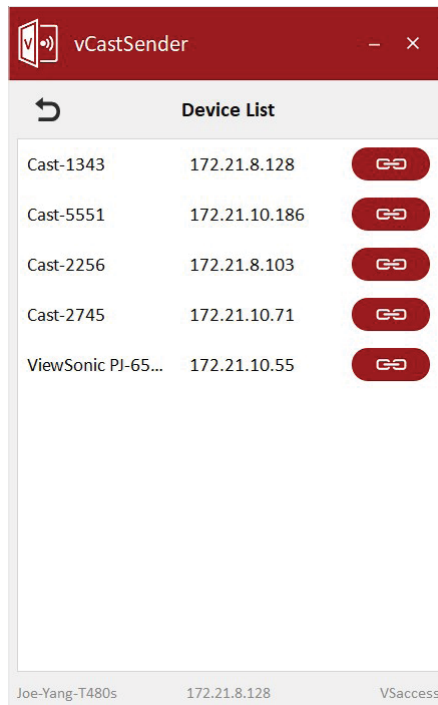 V
vCastSender
Device List
Cast-1343 172.21.8.128
Cast-5551 172.21.10.186
Cast-2256 172.21.8.103
Cast-2745 172.21.10.71
ViewSonic PJ-65... 172.21.10.55
Joe-Yang-T480s 172.21.8.128 VSaccess